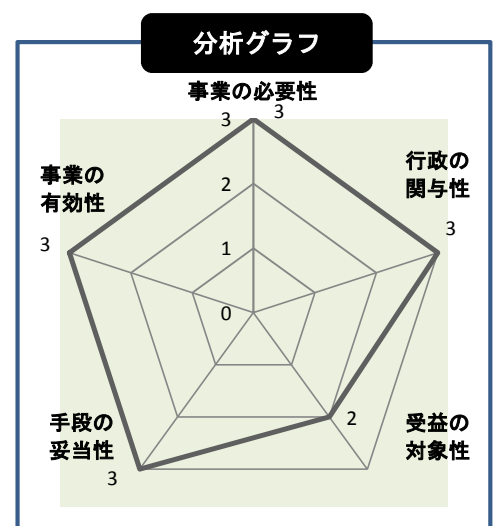 分析グラフ
事業の必要性
3
3
行政の
関与性
3
事業の
有効性
3
2
1
0
手段の
妥当性
3
2
受益の
対象性